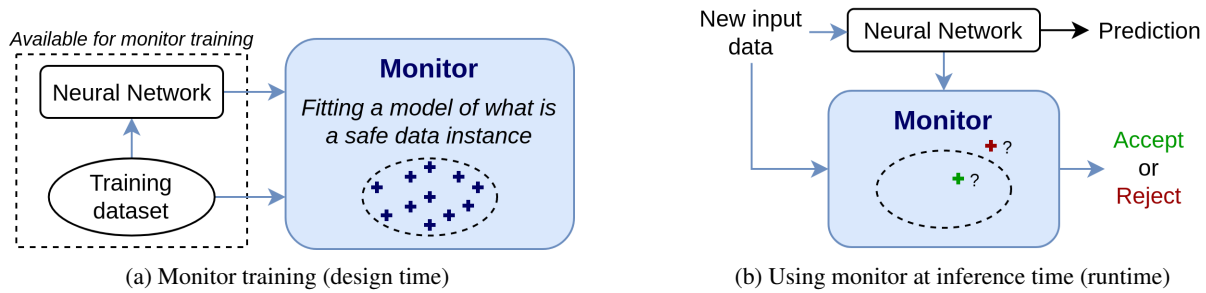 Available for monitor training
Neural Network
Training
dataset
Monitor
Fitting a model of what is
a safe data instance
(a) Monitor training (design time)
New input
data
Neural Network
Prediction
Monitor
?
?
Accept
or
Reject
(b) Using monitor at inference time (runtime)